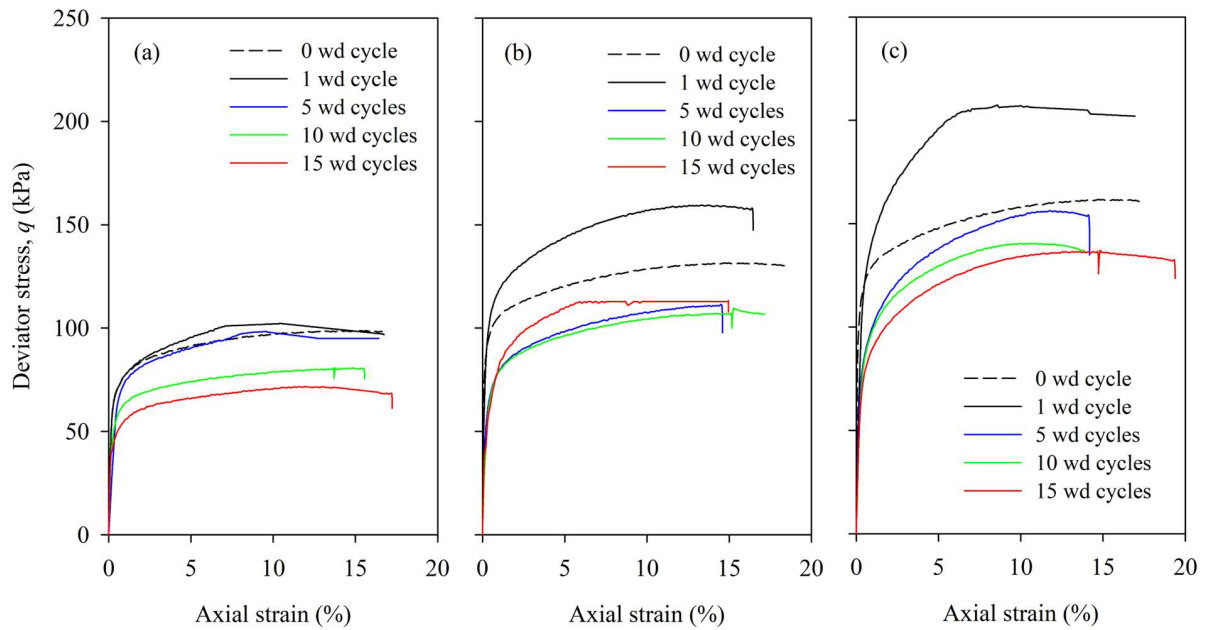 250
200
150
100
50
0
Deviator stress, q (kPa)
(a)
0 wd cycle
1 wd cycle
5 wd cycles
10 wd cycles
15 wd cycles
0 5 10 15 20
Axial strain (%)
(b)
0 wd cycle
1 wd cycle
5 wd cycles
10 wd cycles
15 wd cycles
0 5 10 15 20
Axial strain (%)
(c)
0 wd cycle
1 wd cycle
5 wd cycles
10 wd cycles
15 wd cycles
0 5 10 15 20
Axial strain (%)